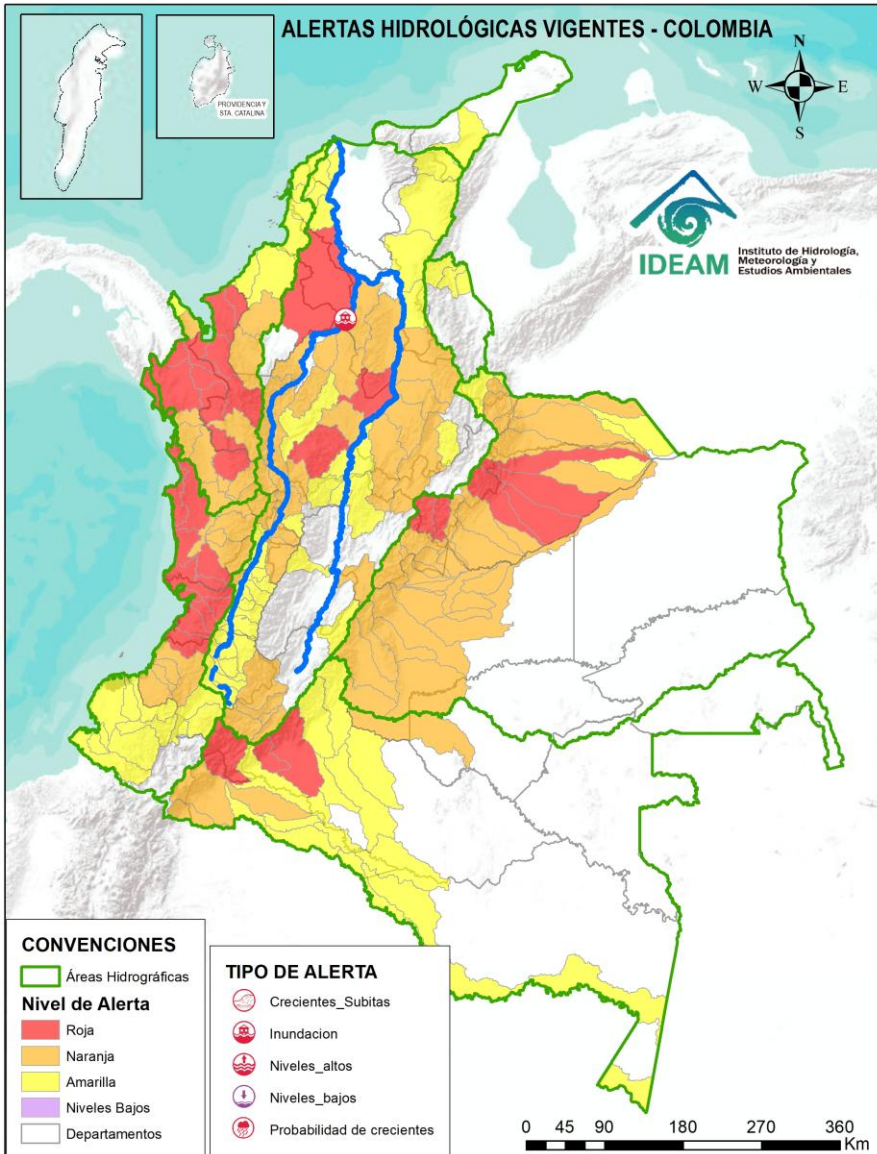 ALERTAS HIDROLÓGICAS VIGENTES - COLOMBIA
N
W
E
S
PROVIDENCIA Y
STA. CATALINA
IDEAM
Instituto de Hidrología,
Meteorología y
Estudios Ambientales
CONVENCIONES
Áreas Hidrográficas
Nivel de Alerta
Roja
Naranja
Amarilla
Niveles Bajos
Departamentos
TIPO DE ALERTA
Crecientes_Subitas
Inundacion
Niveles_altos
Niveles_bajos
Probabilidad de crecientes
0 45 90 180 270 360
Km